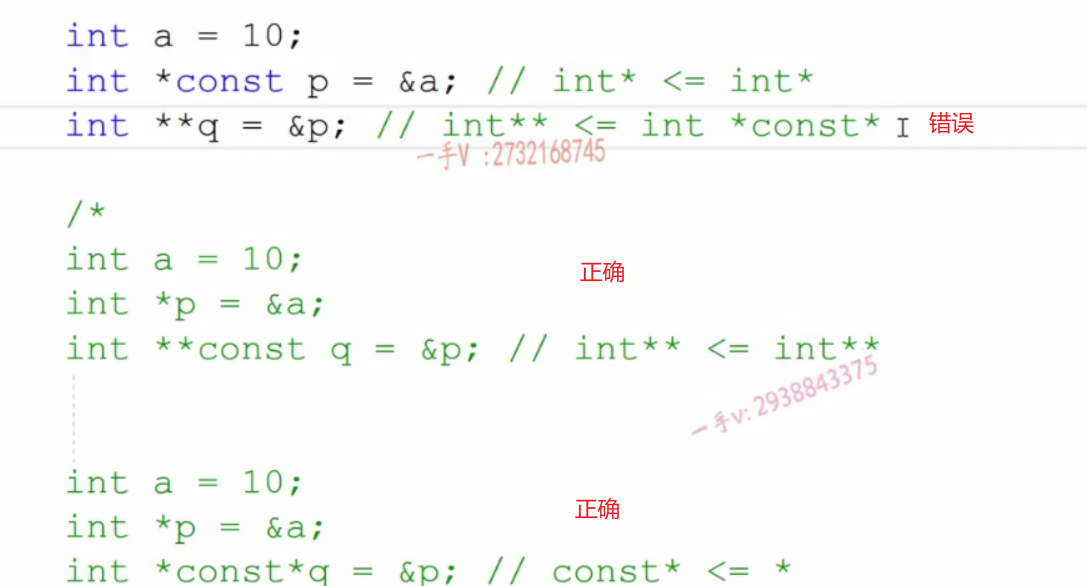 int a = 10;
int *const p = &a; // int* <= int*
int **q = &p; // int** <= int *const* 错误
一手V :2732168745
/*
int a = 10;
正确
int *p = &a;
int **const q = &p; // int** <= int**
一手v: 2938843375
int a = 10;
正确
int *p = &a;
int *const*q = &p; // const* <= *